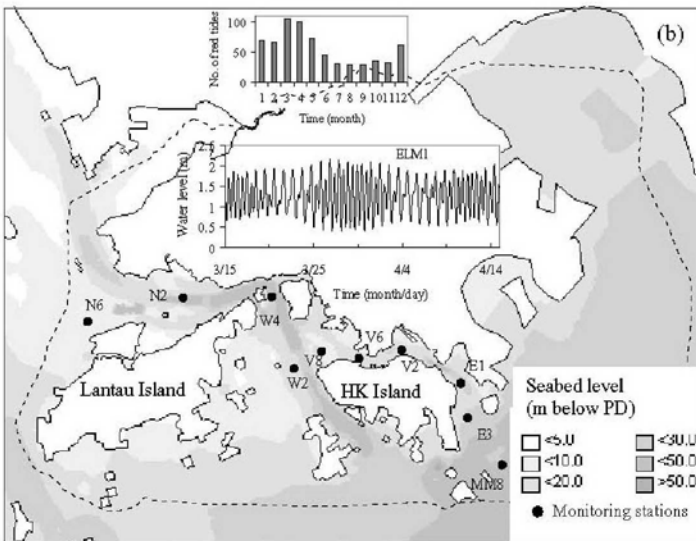 (b)
No. of red tides
100
50
0
1 2 3 4 5 6 7 8 9 10 11 12
Time (month)
ELM1
Water level (m)
2.5
2
1.5
1
0.5
0
3/15 3/25 4/4 4/14
Time (month/day)
N6
N2
W4
W2
V8
V6
V2
E1
E3
MM8
Lantau Island
HK Island
Seabed level
(m below PD)
<5.0 <30.0
<10.0 <50.0
<20.0 >50.0
Monitoring stations